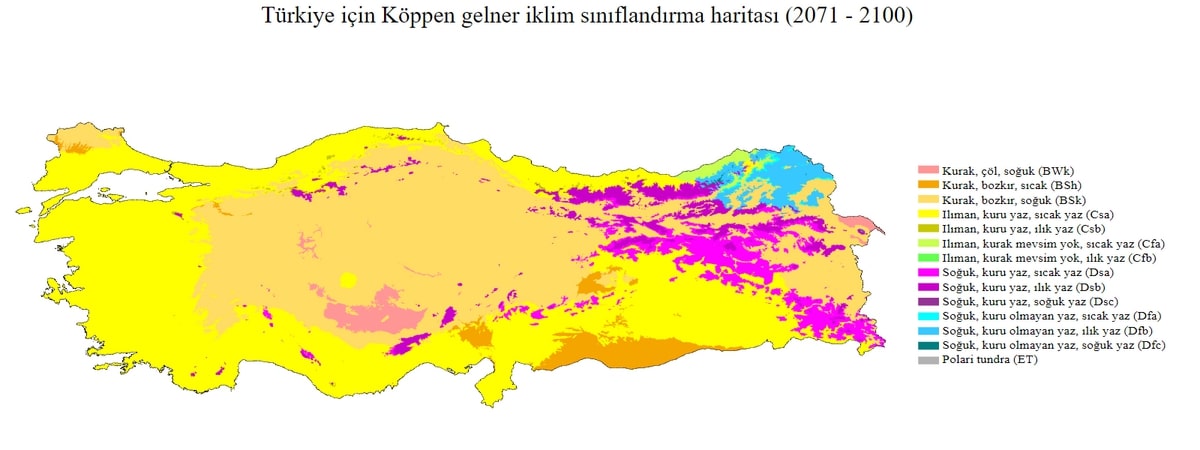 Türkiye için Köppen gelner iklim sınıflandırma haritası (2071 - 2100)
Kurak, çöl, soğuk (BWk)
Kurak, bozkır, sıcak (BSh)
Kurak, bozkır, soğuk (BSk)
Ilıman, kuru yaz, sıcak yaz (Csa)
Ilıman, kuru yaz, ılık yaz (Csb)
Ilıman, kurak mevsim yok, sıcak yaz (Cfa)
Ilıman, kurak mevsim yok, ılık yaz (Cfb)
Soğuk, kuru yaz, sıcak yaz (Dsa)
Soğuk, kuru yaz, ılık yaz (Dsb)
Soğuk, kuru yaz, soğuk yaz (Dsc)
Soğuk, kuru olmayan yaz, sıcak yaz (Dfa)
Soğuk, kuru olmayan yaz, ılık yaz (Dfb)
Soğuk, kuru olmayan yaz, soğuk yaz (Dfc)
Polari tundra (ET)